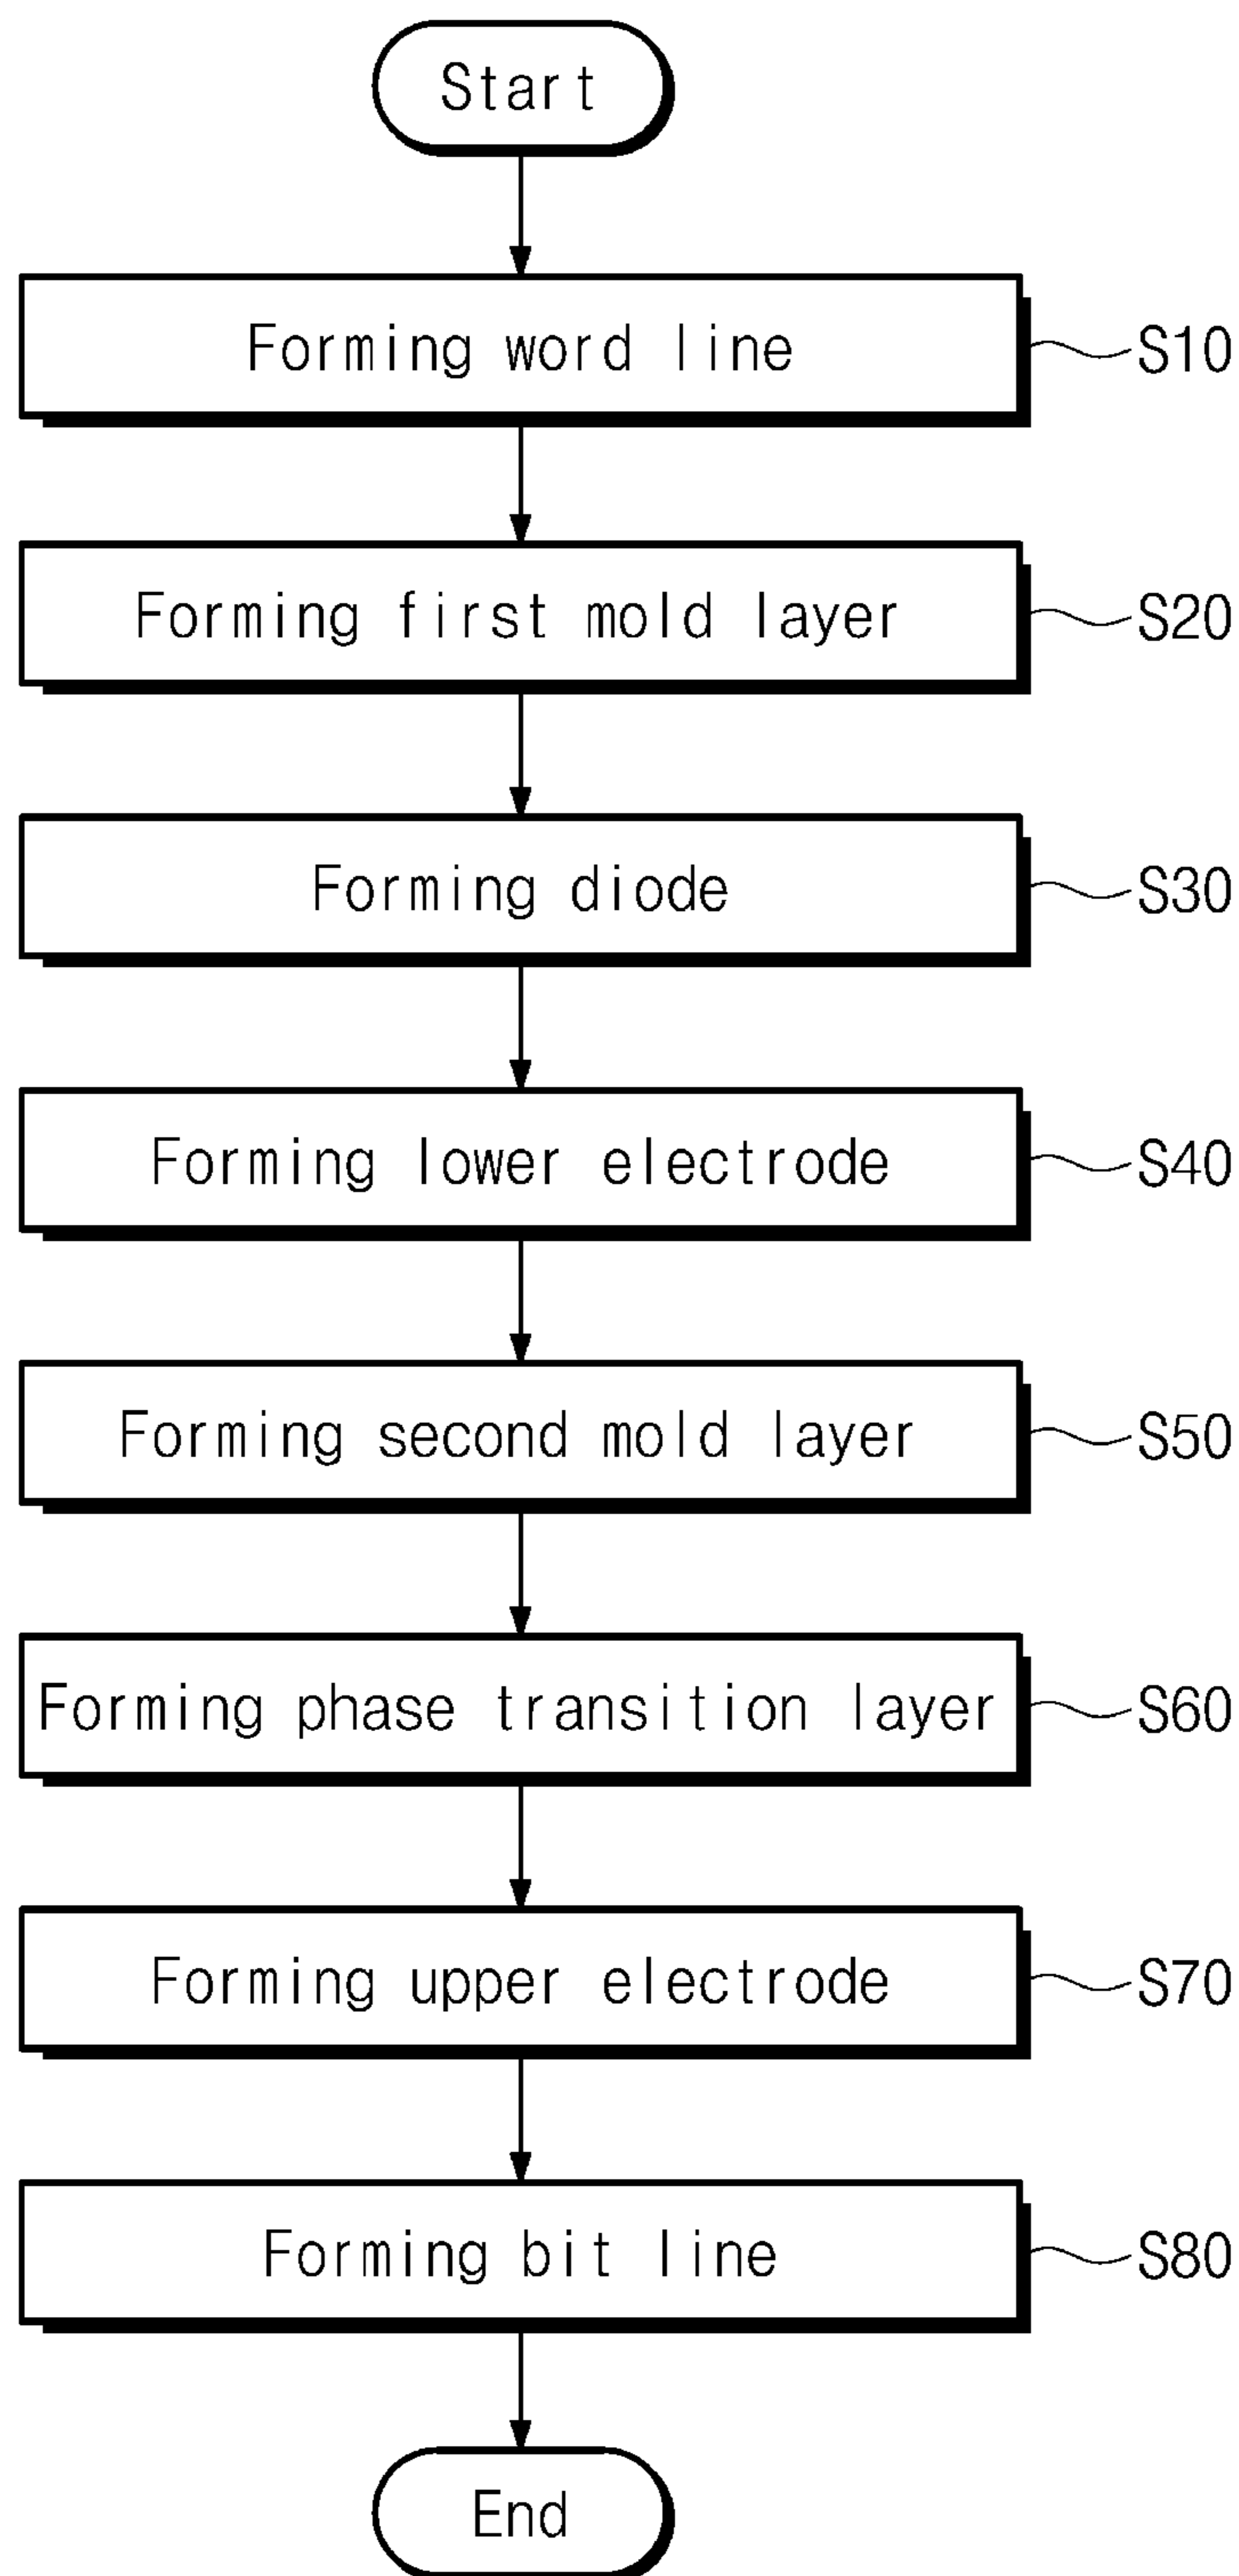 Start
Forming word line
S10
Forming first mold layer
S20
Forming diode
S30
Forming lower electrode
S40
Forming second mold layer
S50
Forming phase transition layer
S60
Forming upper electrode
S70
Forming bit line
S80
End